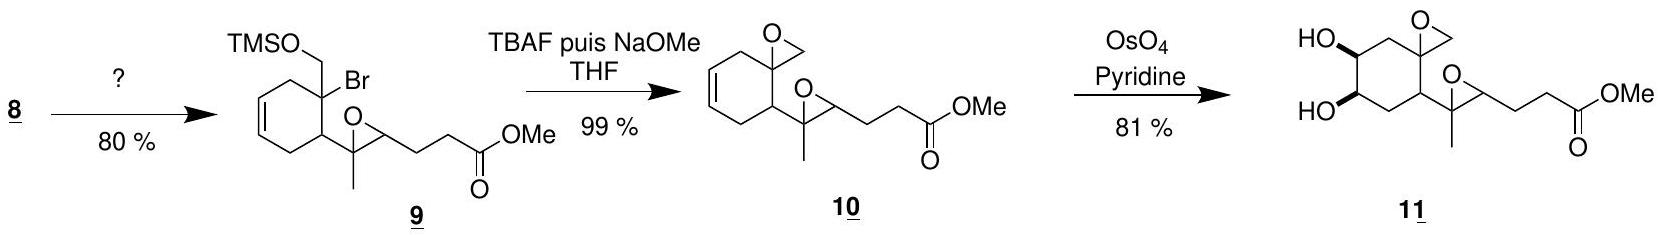 8
?
80 %
TMSO
Br
O
OMe
O
9
TBAF puis NaOMe
THF
99 %
O
O
OMe
O
10
OsO4
Pyridine
81 %
HO
HO
O
O
OMe
O
11